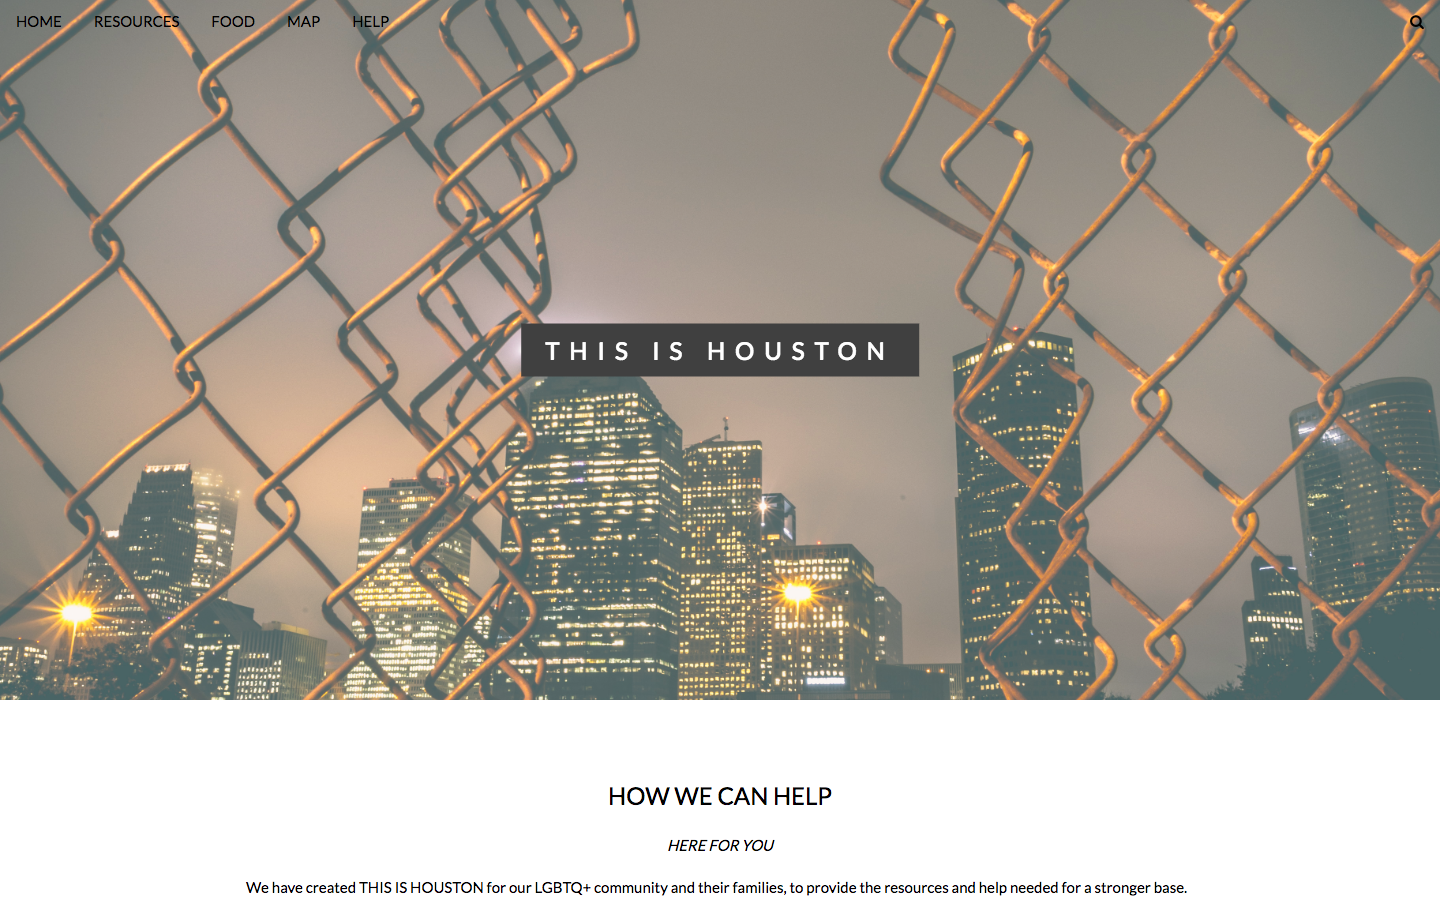 HOME RESOURCES FOOD MAP HELP
THIS IS HOUSTON
HOW WE CAN HELP
HERE FOR YOU
We have created THIS IS HOUSTON for our LGBTQ+ community and their families, to provide the resources and help needed for a stronger base.